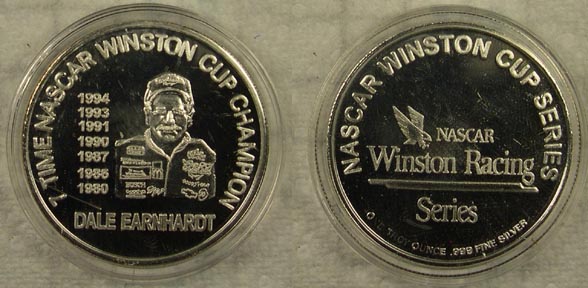 7 TIME NASCAR WINSTON CUP CHAMPION
1994
1993
1991
1990
1987
1986
1980
DALE EARNHARDT
NASCAR WINSTON CUP SERIES
NASCAR
Winston Racing
Series
ONE TROY OUNCE .999 FINE SILVER